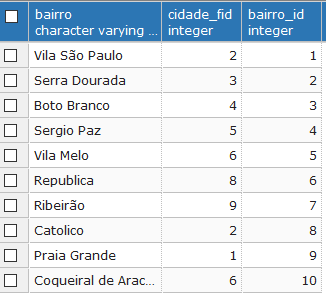 bairro cidade_fid bairro_id
character varying ... integer integer
Vila São Paulo 2 1
Serra Dourada 3 2
Boto Branco 4 3
Sergio Paz 5 4
Vila Melo 6 5
Republica 8 6
Ribeirão 9 7
Catolico 2 8
Praia Grande 1 9
Coqueiral de Arac... 6 10